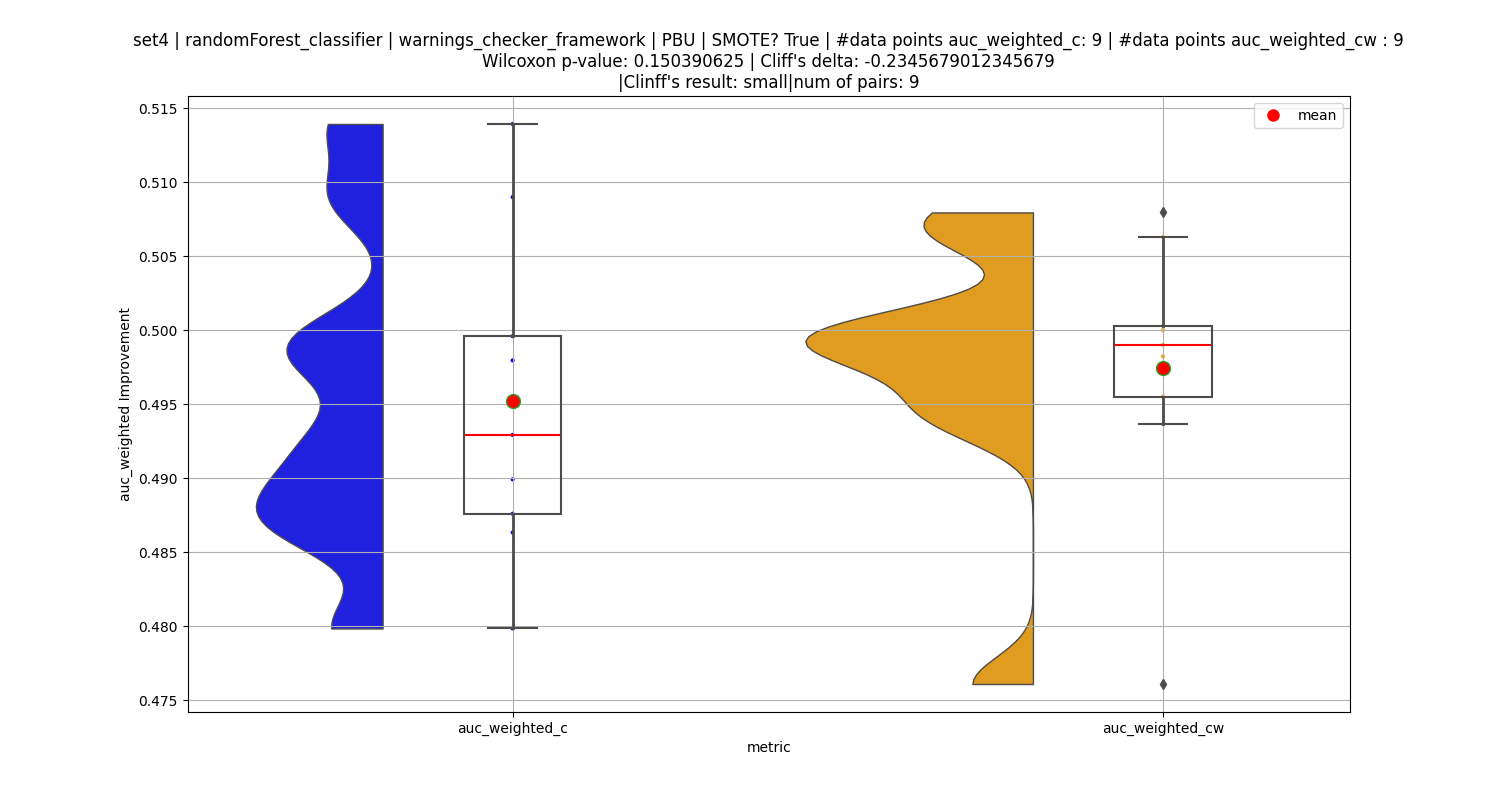 set4 | randomForest_classifier | warnings_checker_framework | PBU | SMOTE? True | #data points auc_weighted_c: 9 | #data points auc_weighted_cw : 9
Wilcoxon p-value: 0.150390625 | Cliff's delta: -0.2345679012345679
|Clinff's result: small|num of pairs: 9
mean
0.515
0.510
0.505
0.500
0.495
0.490
0.485
0.480
0.475
auc_weighted Improvement
auc_weighted_c
auc_weighted_cw
metric